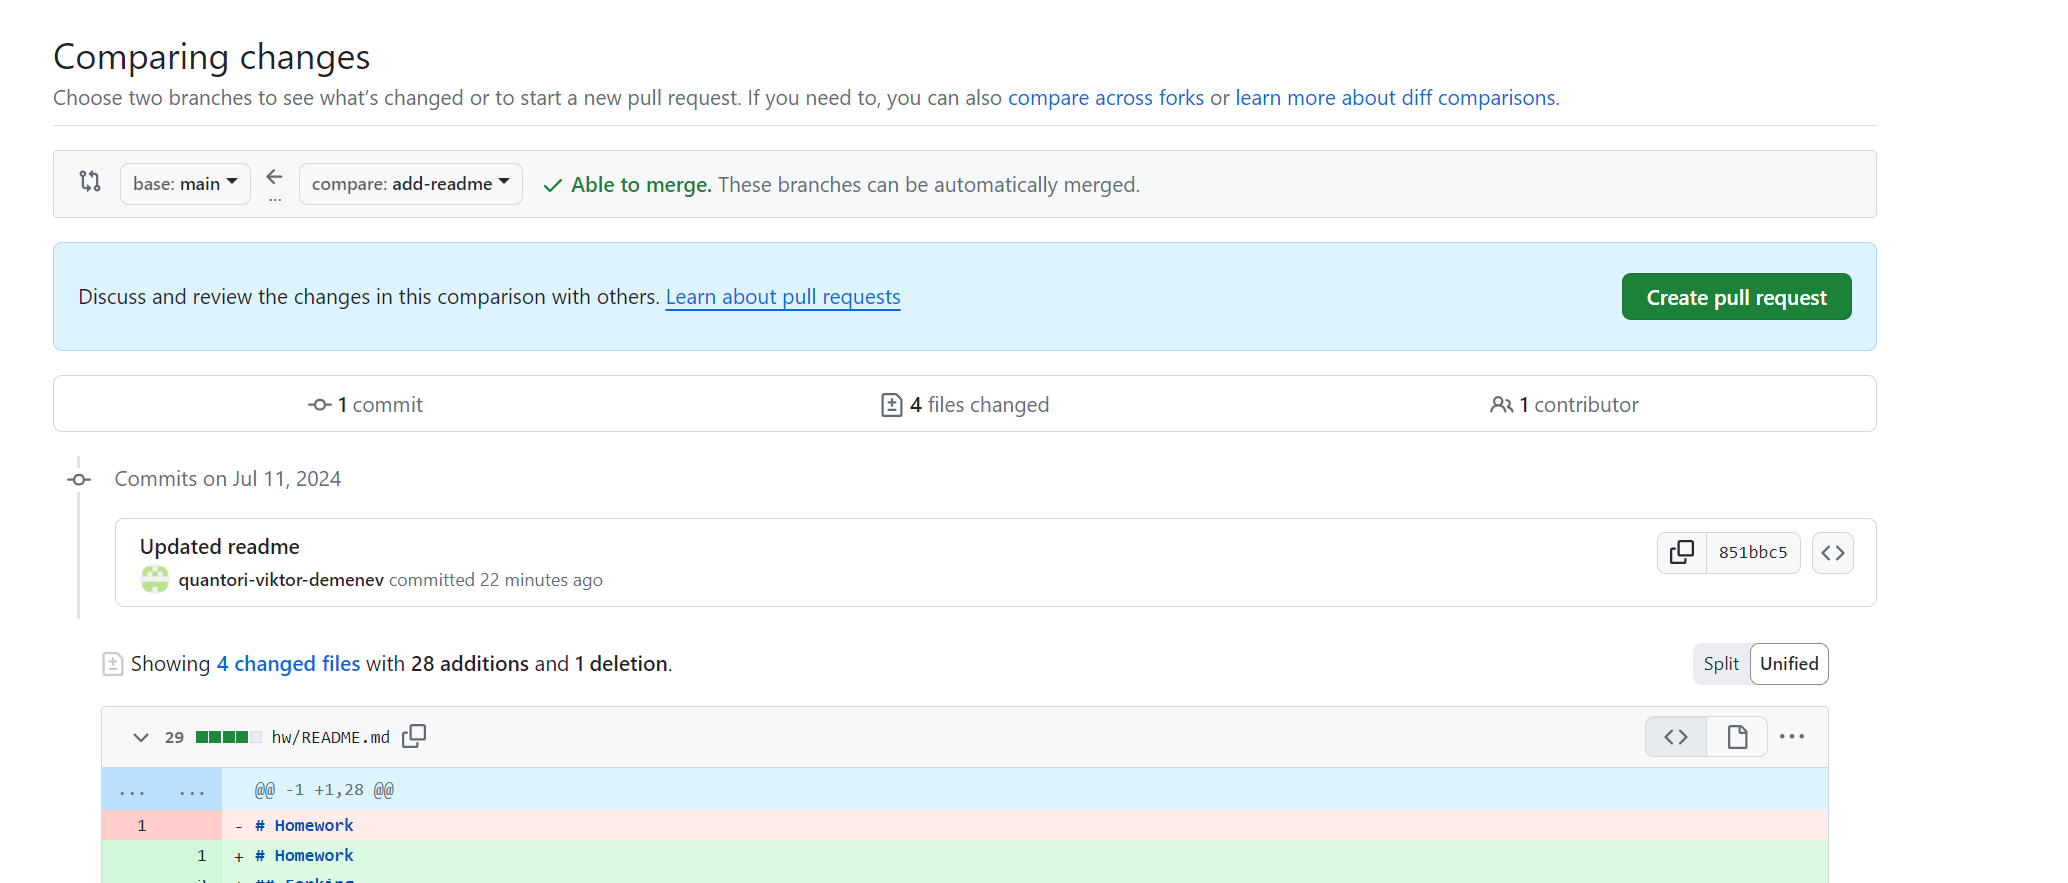 Comparing changes
Choose two branches to see what’s changed or to start a new pull request. If you need to, you can also compare across forks or learn more about diff comparisons.
base: main ... compare: add-readme Able to merge. These branches can be automatically merged.
Discuss and review the changes in this comparison with others. Learn about pull requests Create pull request
1 commit 4 files changed 1 contributor
Commits on Jul 11, 2024
Updated readme
851bbc5
quantori-viktor-demenev committed 22 minutes ago
Showing 4 changed files with 28 additions and 1 deletion. Split Unified
29 hw/README.md
... ... @@ -1 +1,28 @@
1 - # Homework
1 + # Homework